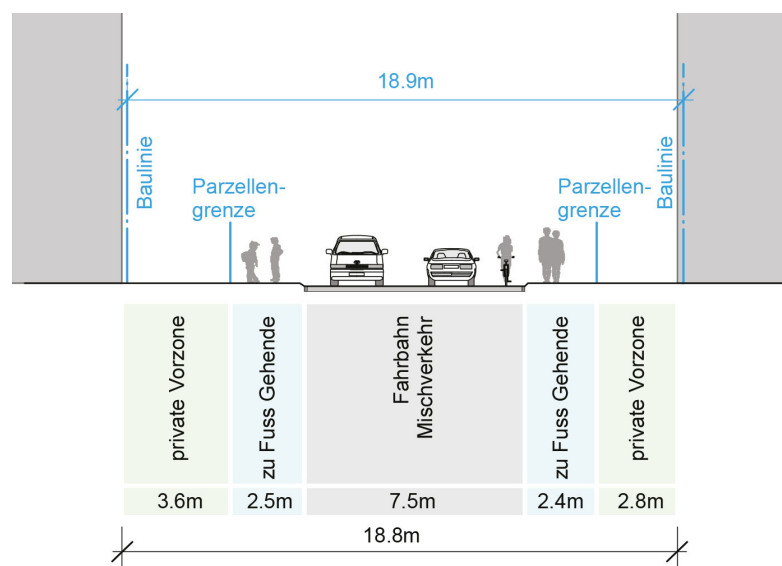 18.9m
Baulinie
Parzellen-
grenze
Parzellen-
grenze
Baulinie
private Vorzone
zu Fuss Gehende
Fahrbahn
Mischverkehr
zu Fuss Gehende
private Vorzone
3.6m
2.5m
7.5m
2.4m
2.8m
18.8m